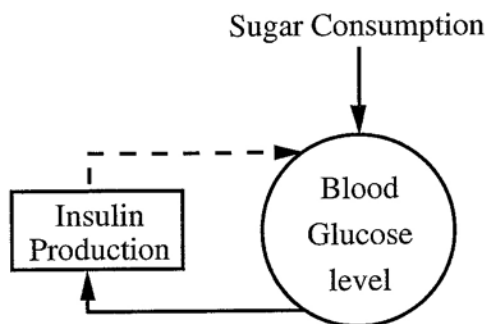 Sugar Consumption
Blood
Glucose
level
Insulin
Production